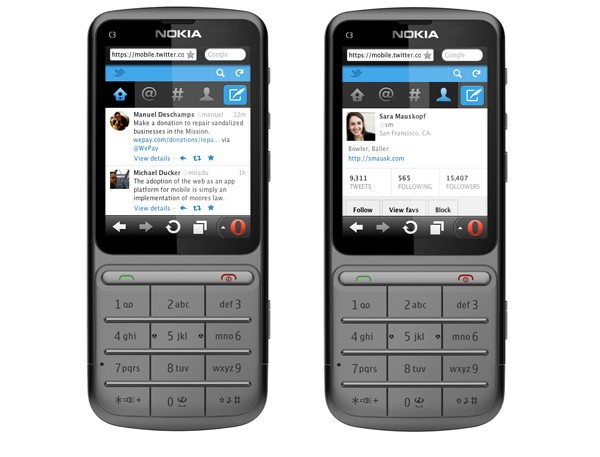 C3 NOKIA
https://mobile.twitter.co Google
@ #
Manuel Deschamps @manuel 12m
Make a donation to repair vandalized
businesses in the Mission.
wepay.com/donations/repa... via
@WePay
View details
Michael Ducker @miradu 1h
The adoption of the web as an app
platform for mobile is simply an
implementation of moores law.
View details
1 2 abc def 3
4 ghi 5 jkl mno 6
7 pqrs 8 tuv wxyz 9
* + 0 #
C3 NOKIA
https://mobile.twitter.co Google
@ #
Sara Mauskopf
@sm
San Francisco, CA
Bowler, Baller
http://smausk.com
9,311 565 15,407
TWEETS FOLLOWING FOLLOWERS
Follow View favs Block
1 2 abc def 3
4 ghi 5 jkl mno 6
7 pqrs 8 tuv wxyz 9
* + 0 #